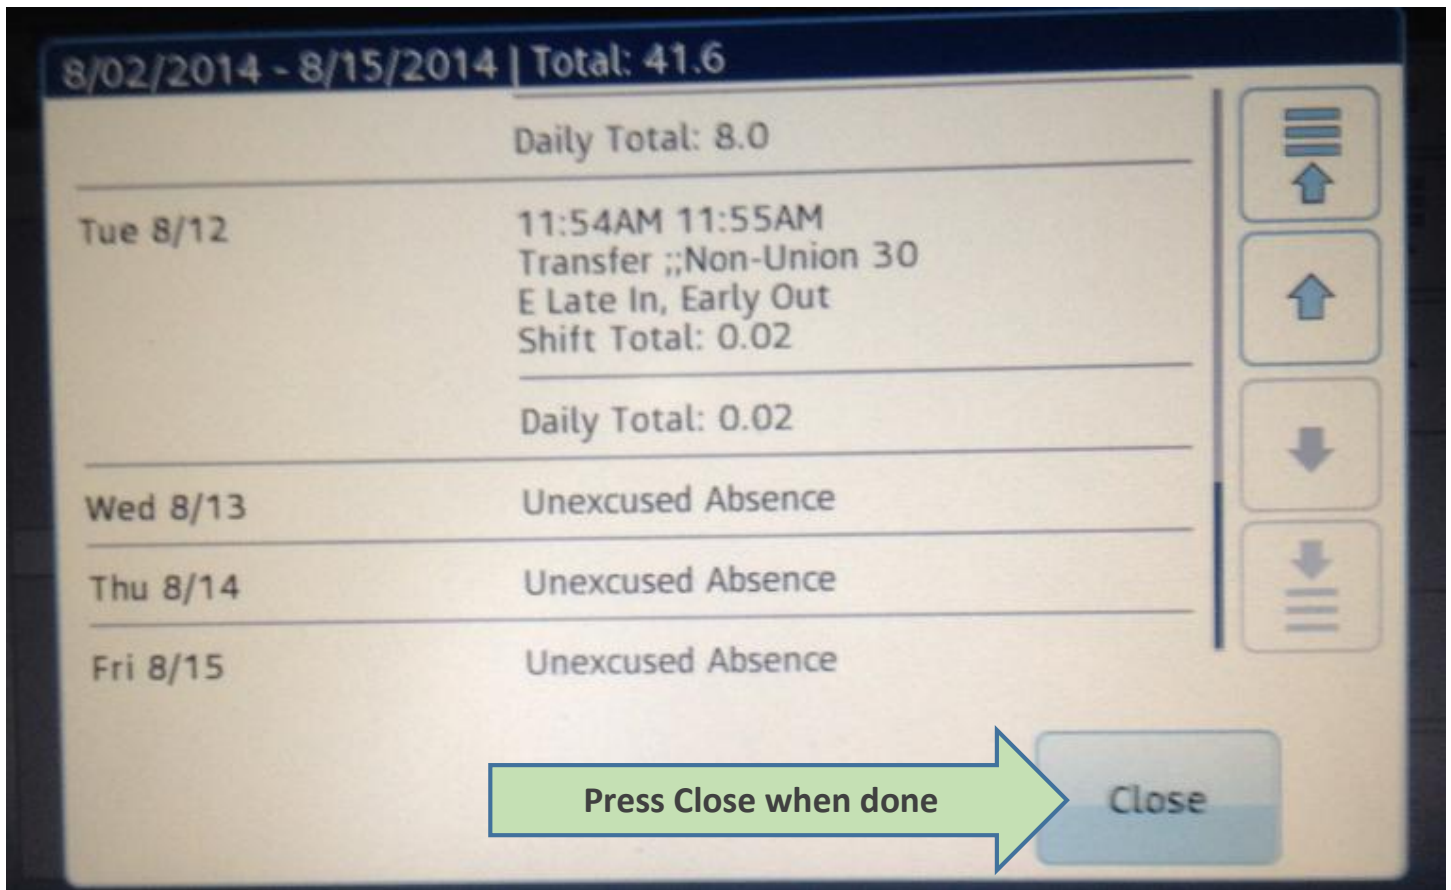 8/02/2014 - 8/15/2014 | Total: 41.6
Daily Total: 8.0
Tue 8/12
11:54AM 11:55AM
Transfer ;;Non-Union 30
E Late In, Early Out
Shift Total: 0.02
Daily Total: 0.02
Wed 8/13 Unexcused Absence
Thu 8/14 Unexcused Absence
Fri 8/15 Unexcused Absence
Press Close when done
Close